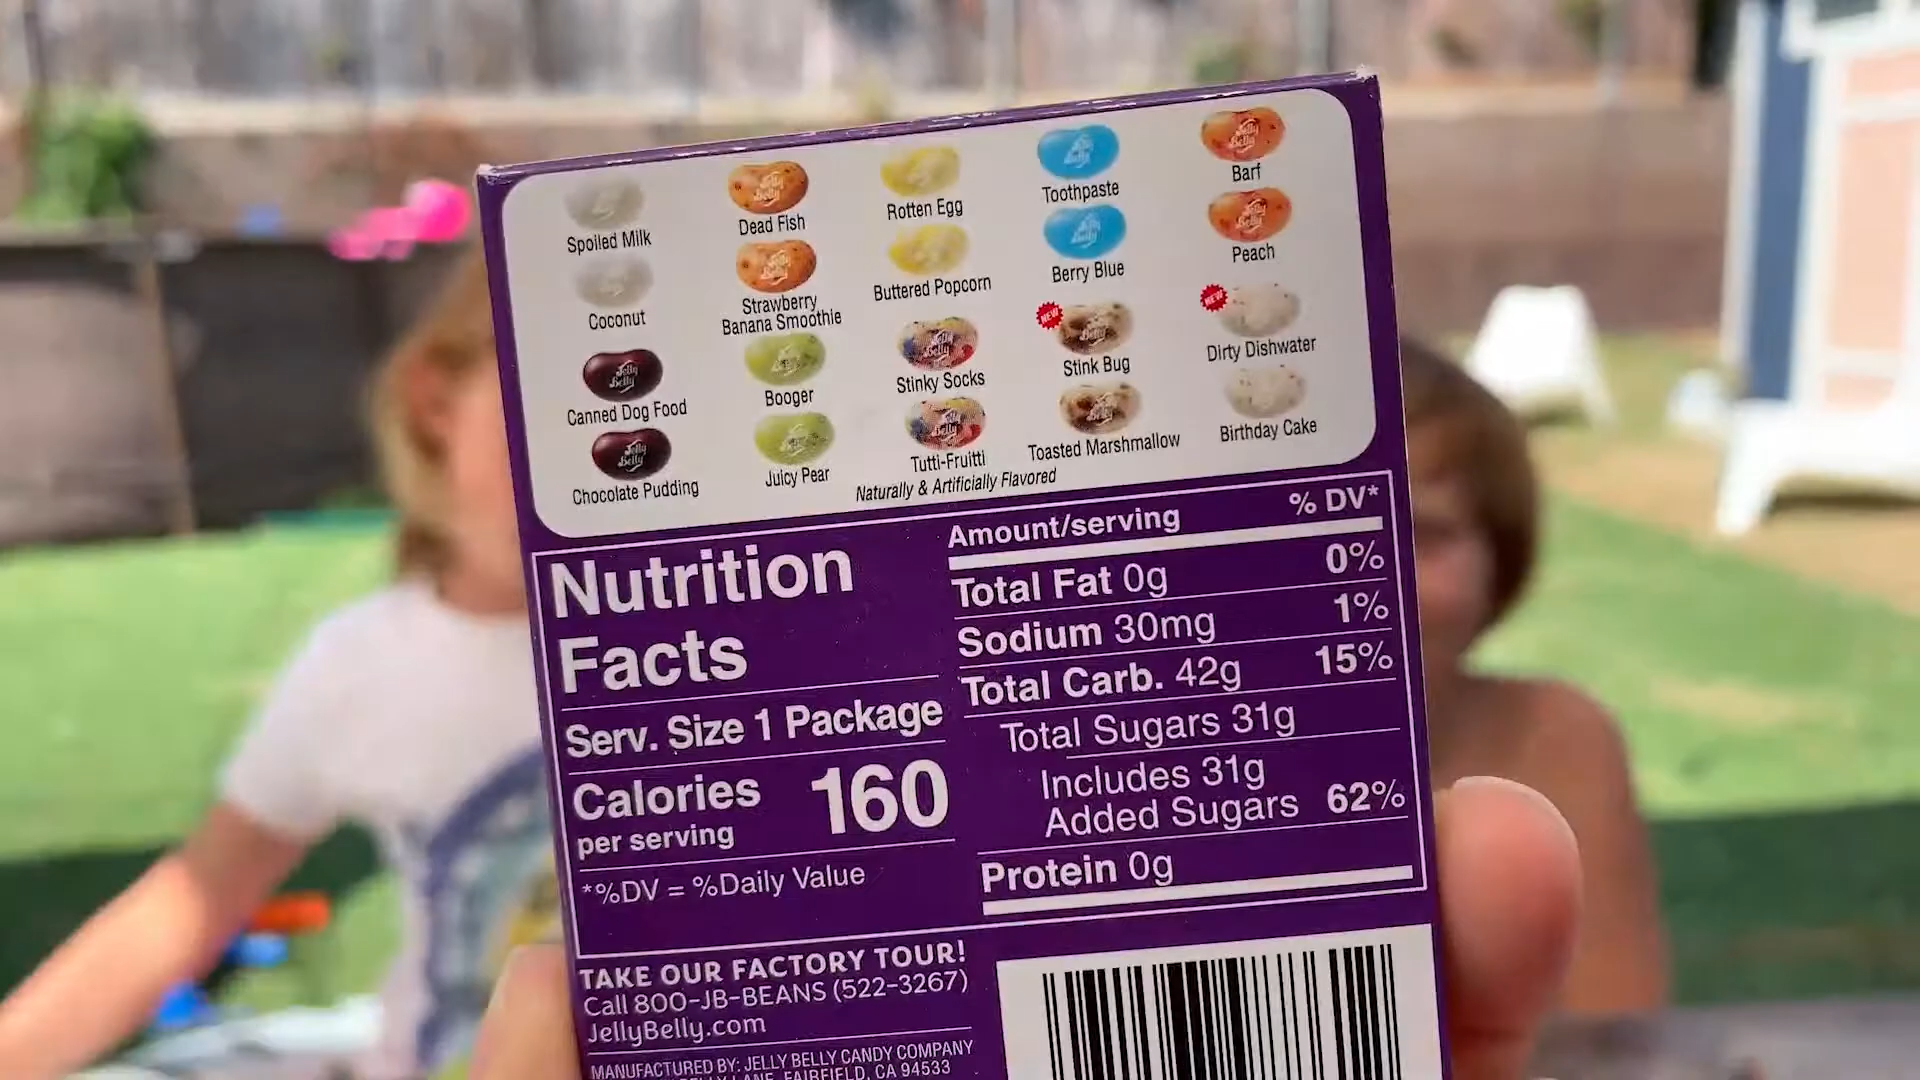 Spoiled Milk
Coconut
Canned Dog Food
Chocolate Pudding
Dead Fish
Strawberry
Banana Smoothie
Booger
Juicy Pear
Rotten Egg
Buttered Popcorn
Stinky Socks
Tutti-Fruitti
Toothpaste
Berry Blue
NEW
Stink Bug
Toasted Marshmallow
Barf
Peach
NEW
Dirty Dishwater
Birthday Cake
Naturally & Artificially Flavored
Nutrition
Facts
Serv. Size 1 Package
Calories
per serving
160
*%DV = %Daily Value
Amount/serving % DV*
Total Fat 0g 0%
Sodium 30mg 1%
Total Carb. 42g 15%
Total Sugars 31g
Includes 31g
Added Sugars 62%
Protein 0g
TAKE OUR FACTORY TOUR!
Call 800-JB-BEANS (522-3267)
JellyBelly.com
MANUFACTURED BY: JELLY BELLY CANDY COMPANY
LANE, FAIRFIELD, CA 94533